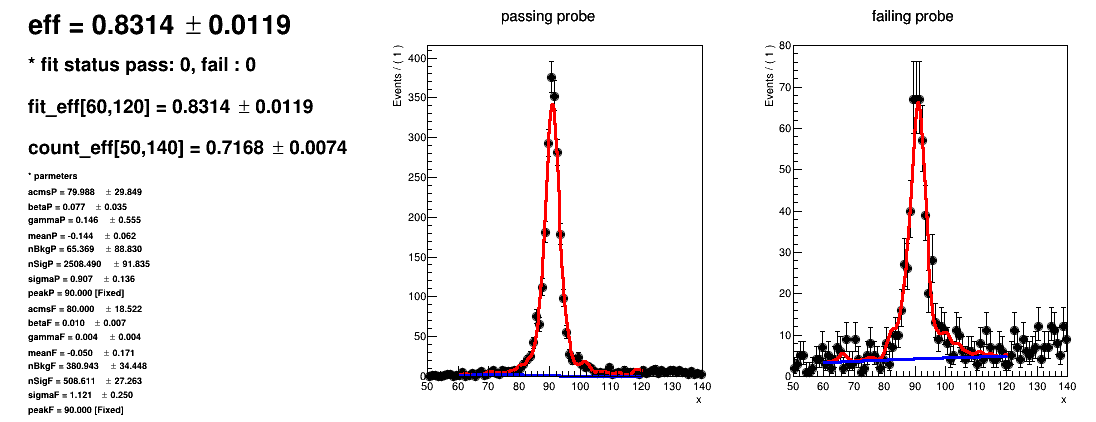 eff = 0.8314 ± 0.0119
* fit status pass: 0, fail : 0
fit_eff[60,120] = 0.8314 ± 0.0119
count_eff[50,140] = 0.7168 ± 0.0074
* parmeters
acmsP = 79.988 ± 29.849
betaP = 0.077 ± 0.035
gammaP = 0.146 ± 0.555
meanP = -0.144 ± 0.062
nBkgP = 65.369 ± 88.830
nSigP = 2508.490 ± 91.835
sigmaP = 0.907 ± 0.136
peakP = 90.000 [Fixed]
acmsF = 80.000 ± 18.522
betaF = 0.010 ± 0.007
gammaF = 0.004 ± 0.004
meanF = -0.050 ± 0.171
nBkgF = 380.943 ± 34.448
nSigF = 508.611 ± 27.263
sigmaF = 1.121 ± 0.250
peakF = 90.000 [Fixed]
passing probe
Events / ( 1 )
400
350
300
250
200
150
100
50
0
50 60 70 80 90 100 110 120 130 140
x
failing probe
Events / ( 1 )
80
70
60
50
40
30
20
10
0
50 60 70 80 90 100 110 120 130 140
x